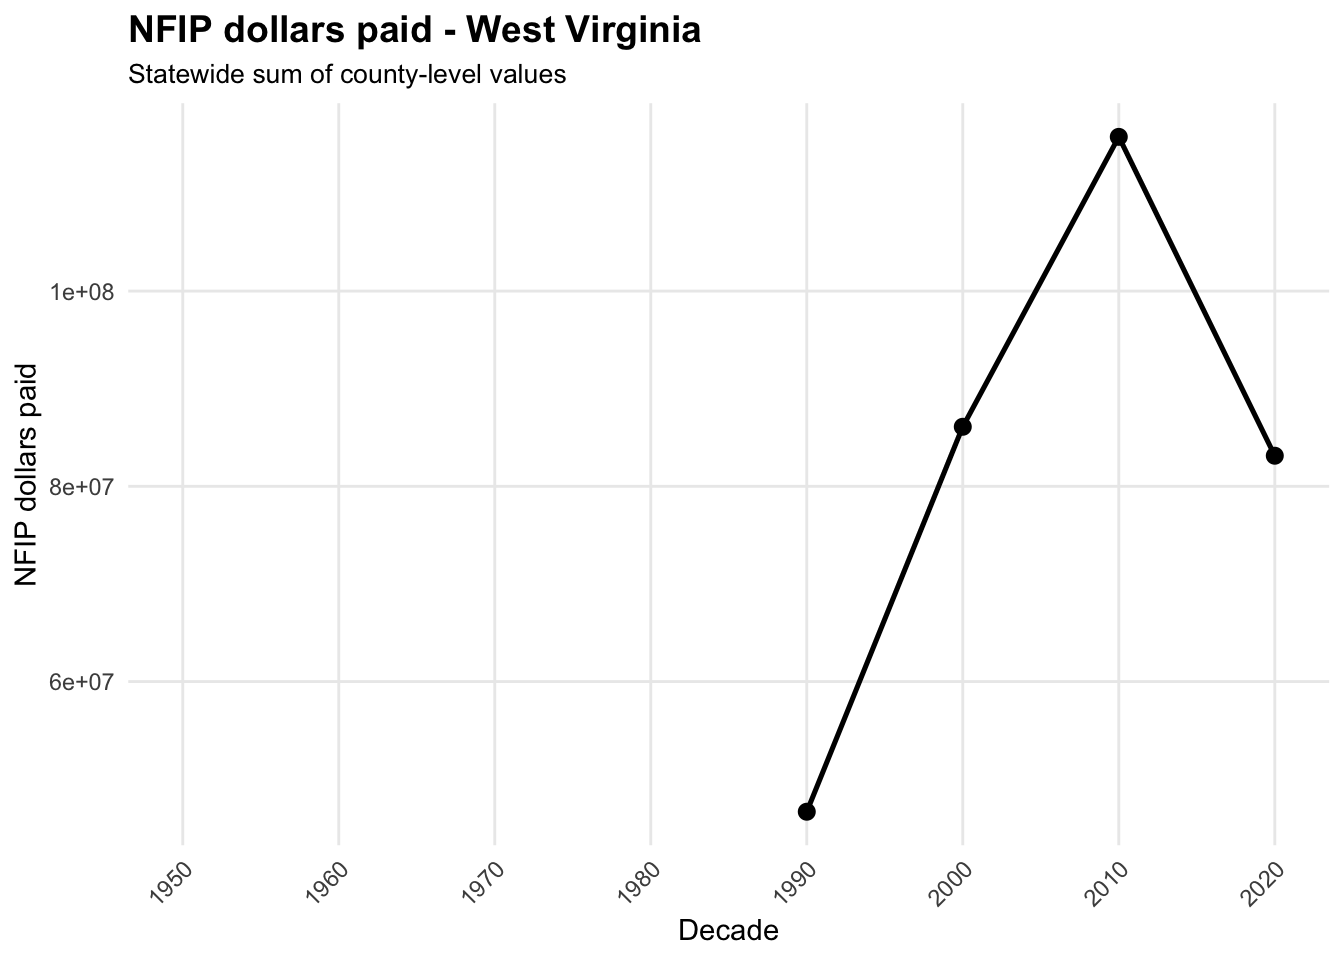 NFIP dollars paid - West Virginia
Statewide sum of county-level values
NFIP dollars paid
1e+08
8e+07
6e+07
1950 1960 1970 1980 1990 2000 2010 2020
Decade